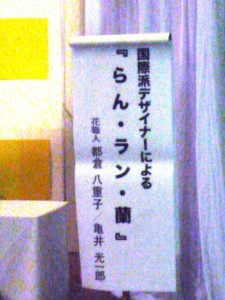 国際派デザイナーによる
『らん・ラン・蘭』
花職人 都倉 八重子 / 亀井 光一郎